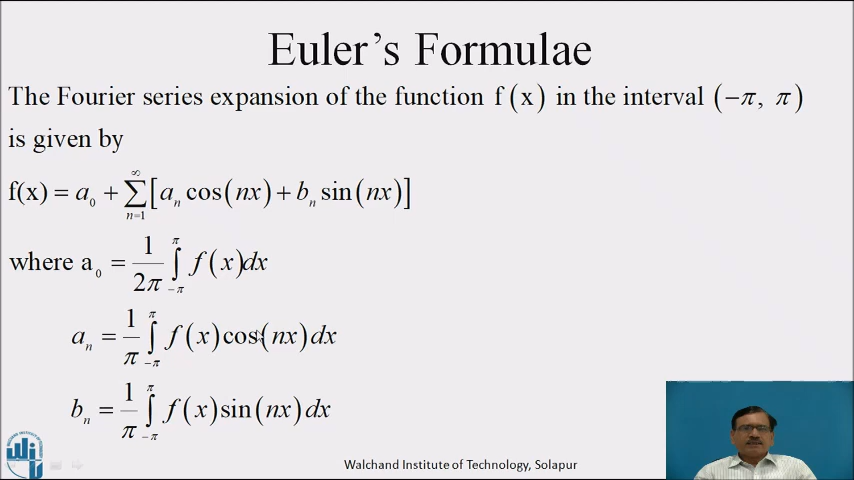 Euler's Formulae
The Fourier series expansion of the function f(x) in the interval (−π, π)
is given by
f(x) = a₀ + ∑ₙ₌₁^∞ [aₙ cos(nx) + bₙ sin(nx)]
where a₀ = 1/2π ∫₋π^π f(x)dx
aₙ = 1/π ∫₋π^π f(x)cos(nx)dx
bₙ = 1/π ∫₋π^π f(x)sin(nx)dx
Walchand Institute of Technology, Solapur